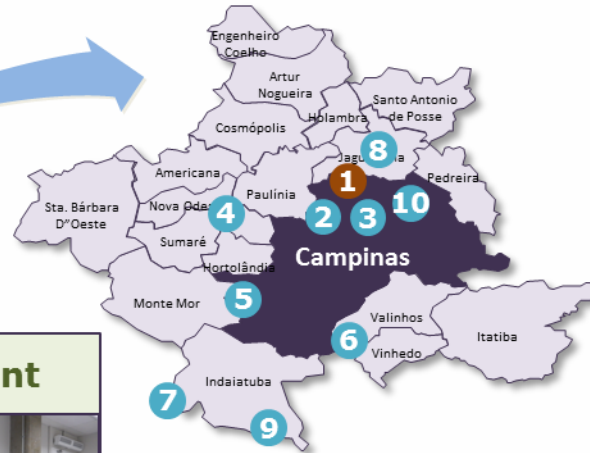 Engenheiro
Coelho
Artur
Nogueira
Holambra
Santo Antonio
de Posse
Cosmópolis
8
Americana
1
Pedreira
Paulínia
10
Sta. Bárbara
D"Oeste
Nova
4
2
3
Sumaré
Campinas
Hortolândia
Monte Mor
5
Valinhos
6
Itatiba
Vinhedo
Indaiatuba
7
9
nt